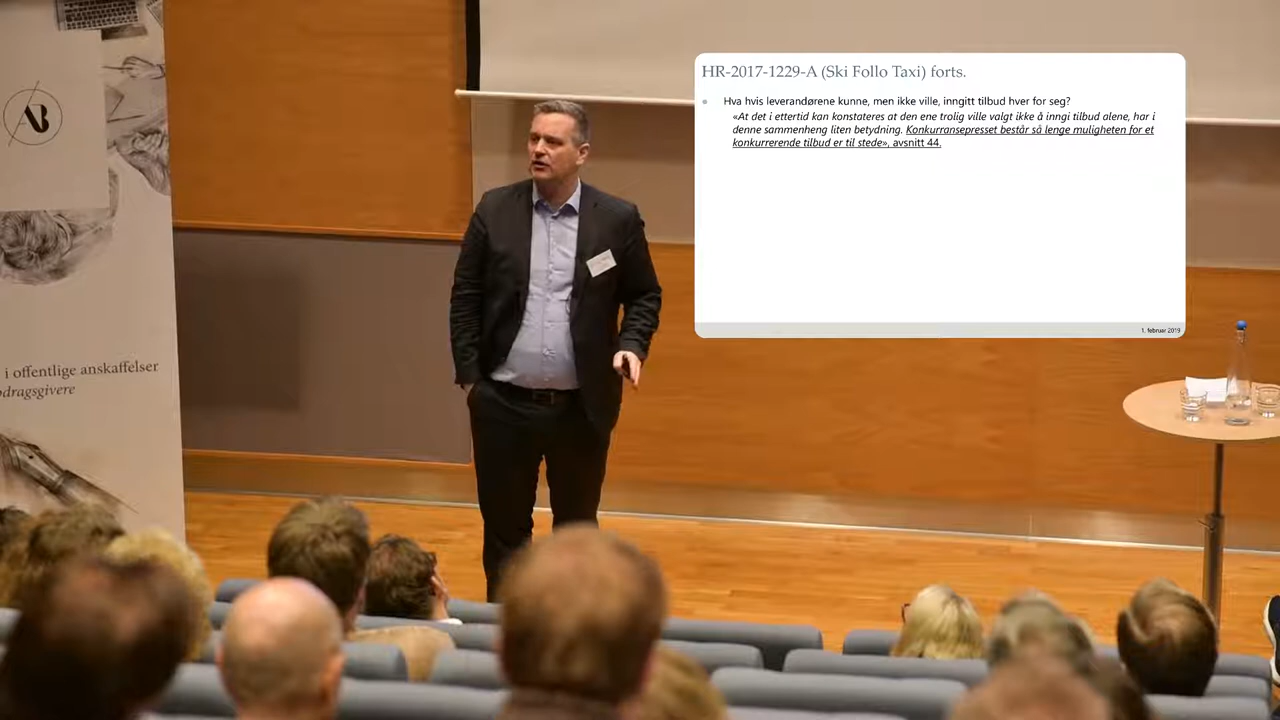 AB
i offentlige anskaffelser
dragsgivere
HR-2017-1229-A (Ski Follo Taxi) forts.
Hva hvis leverandørene kunne, men ikke ville, inngitt tilbud hver for seg?
«At det i ettertid kan konstateres at den ene trolig ville valgt ikke å inngi tilbud alene, har i
denne sammenheng liten betydning. Konkurransepresset består så lenge muligheten for et
konkurrerende tilbud er til stede», avsnitt 44.
1. februar 2019